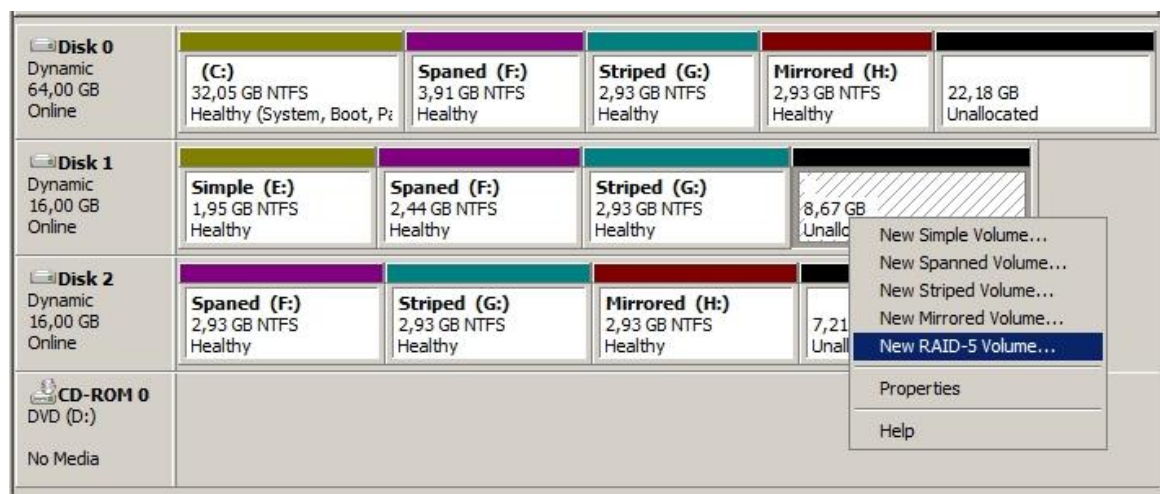 Disk 0
Dynamic
64,00 GB
Online
(C:)
32,05 GB NTFS
Healthy (System, Boot,
Spaned (F:)
3,91 GB NTFS
Healthy
Striped (G:)
2,93 GB NTFS
Healthy
Mirrored (H:)
2,93 GB NTFS
Healthy
22,18 GB
Unallocated
Disk 1
Dynamic
16,00 GB
Online
Simple (E:)
1,95 GB NTFS
Healthy
Spaned (F:)
2,44 GB NTFS
Healthy
Striped (G:)
2,93 GB NTFS
Healthy
8,67 GB
Disk 2
Dynamic
16,00 GB
Online
Spaned (F:)
2,93 GB NTFS
Healthy
Striped (G:)
2,93 GB NTFS
Healthy
Mirrored (H:)
2,93 GB NTFS
Healthy
7,21
CD-ROM 0
DVD (D:)
No Media
New Simple Volume...
New Spanned Volume...
New Striped Volume...
New Mirrored Volume...
New RAID-5 Volume...
Properties
Help